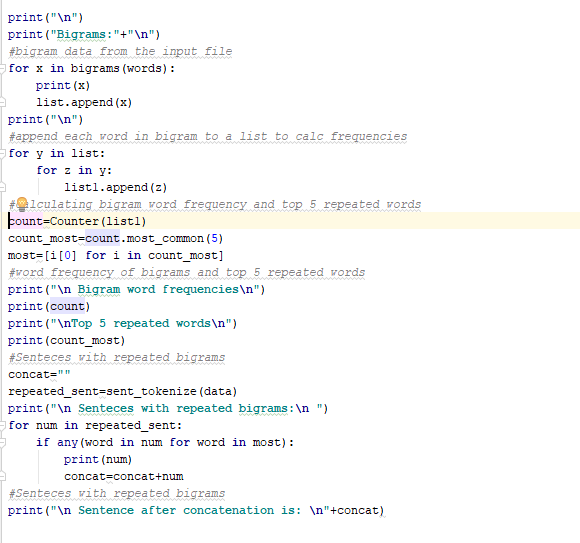 print("\n")
print("Bigrams:"+"\n")
#bigram data from the input file
for x in bigrams(words):
    print(x)
    list.append(x)
print("\n")
#append each word in bigram to a list to calc frequencies
for y in list:
    for z in y:
        list1.append(z)
#calculating bigram word frequency and top 5 repeated words
count=Counter(list1)
count_most=count.most_common(5)
most=[i[0] for i in count_most]
#word frequency of bigrams and top 5 repeated words
print("\n Bigram word frequencies\n")
print(count)
print("\nTop 5 repeated words\n")
print(count_most)
#Senteces with repeated bigrams
concat=""
repeated_sent=sent_tokenize(data)
print("\n Senteces with repeated bigrams:\n ")
for num in repeated_sent:
    if any(word in num for word in most):
        print(num)
        concat=concat+num
#Senteces with repeated bigrams
print("\n Sentence after concatenation is: \n"+concat)